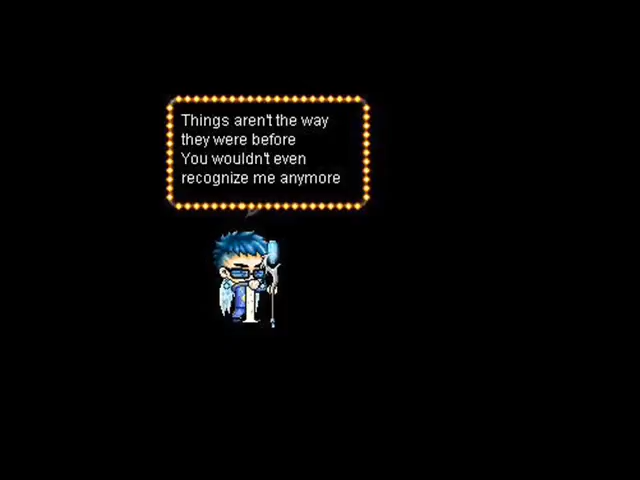 Things aren't the way
they were before
You wouldn't even
recognize me anymore